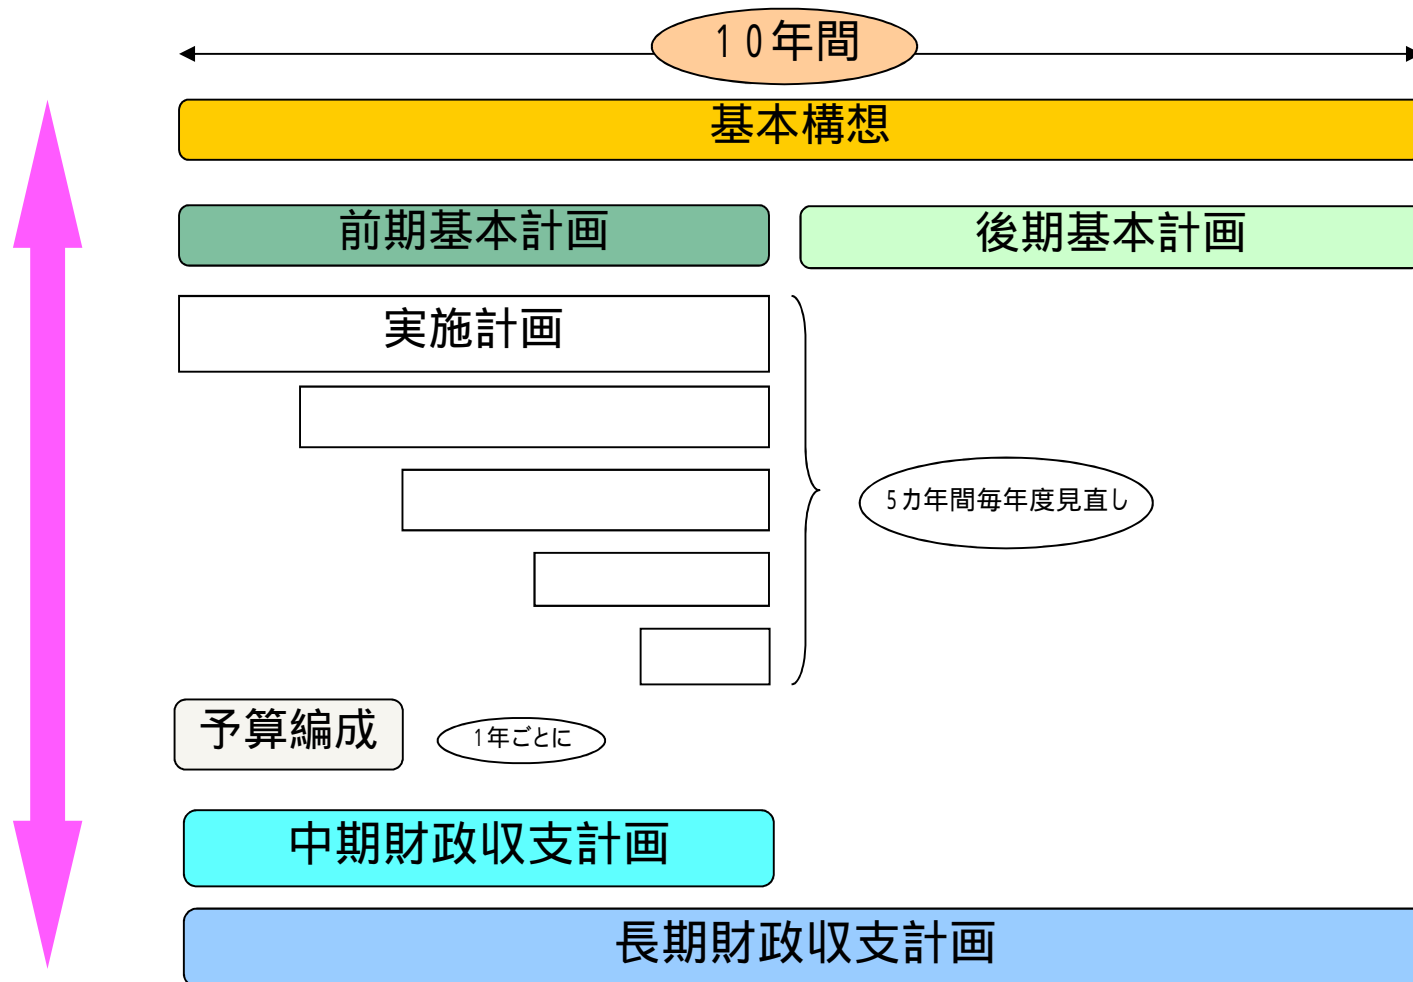 １０年間
基本構想
前期基本計画
後期基本計画
実施計画
5カ年間毎年度見直し
予算編成
1年ごとに
中期財政収支計画
長期財政収支計画